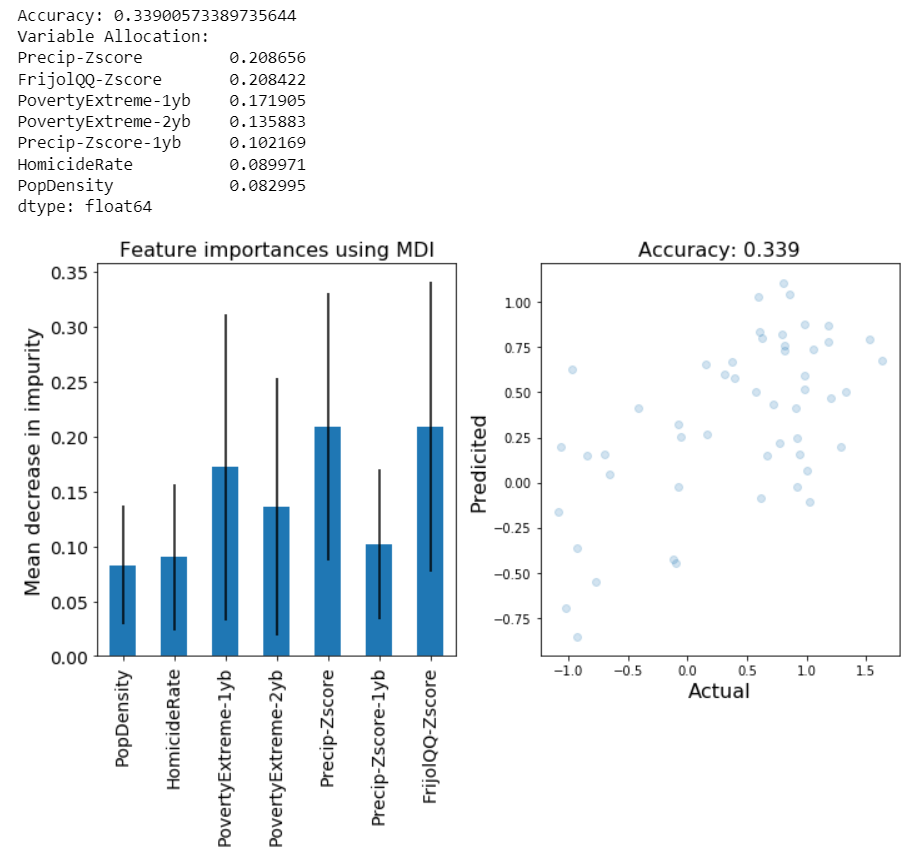 Accuracy: 0.33900573389735644
Variable Allocation:
Precip-Zscore 0.208656
FrijolQQ-Zscore 0.208422
PovertyExtreme-1yb 0.171905
PovertyExtreme-2yb 0.135883
Precip-Zscore-1yb 0.102169
HomicideRate 0.089971
PopDensity 0.082995
dtype: float64
Feature importances using MDI
Mean decrease in impurity
0.35
0.30
0.25
0.20
0.15
0.10
0.05
0.00
PopDensity
HomicideRate
PovertyExtreme-1yb
PovertyExtreme-2yb
Precip-Zscore
Precip-Zscore-1yb
FrijolQQ-Zscore
Accuracy: 0.339
Predicited
1.00
0.75
0.50
0.25
0.00
−0.25
−0.50
−0.75
−1.0 −0.5 0.0 0.5 1.0 1.5
Actual